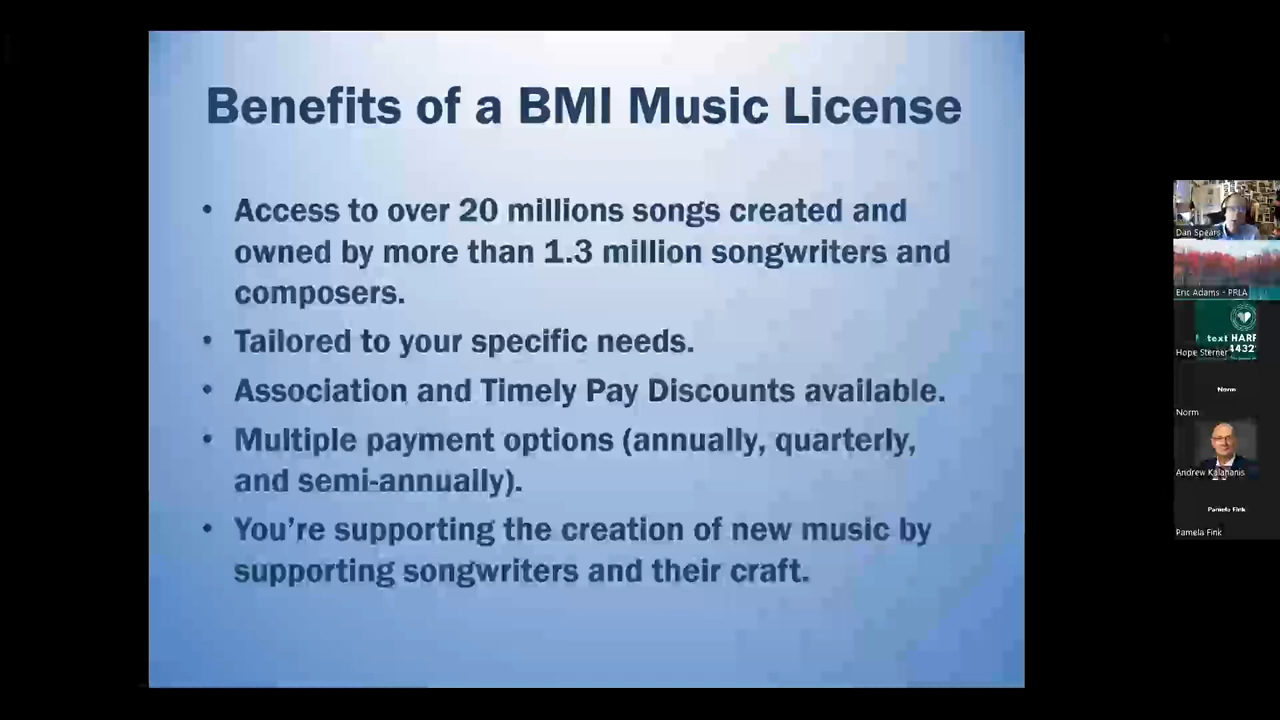 Benefits of a BMI Music License
• Access to over 20 millions songs created and
owned by more than 1.3 million songwriters and
composers.
• Tailored to your specific needs.
• Association and Timely Pay Discounts available.
• Multiple payment options (annually, quarterly,
and semi-annually).
• You're supporting the creation of new music by
supporting songwriters and their craft.
Dan Spears
Eric Adams - PRLA
text HARF
4432
Hope Sterner
Norm
Norm
Andrew
Pamela Fink
Pamela Fink